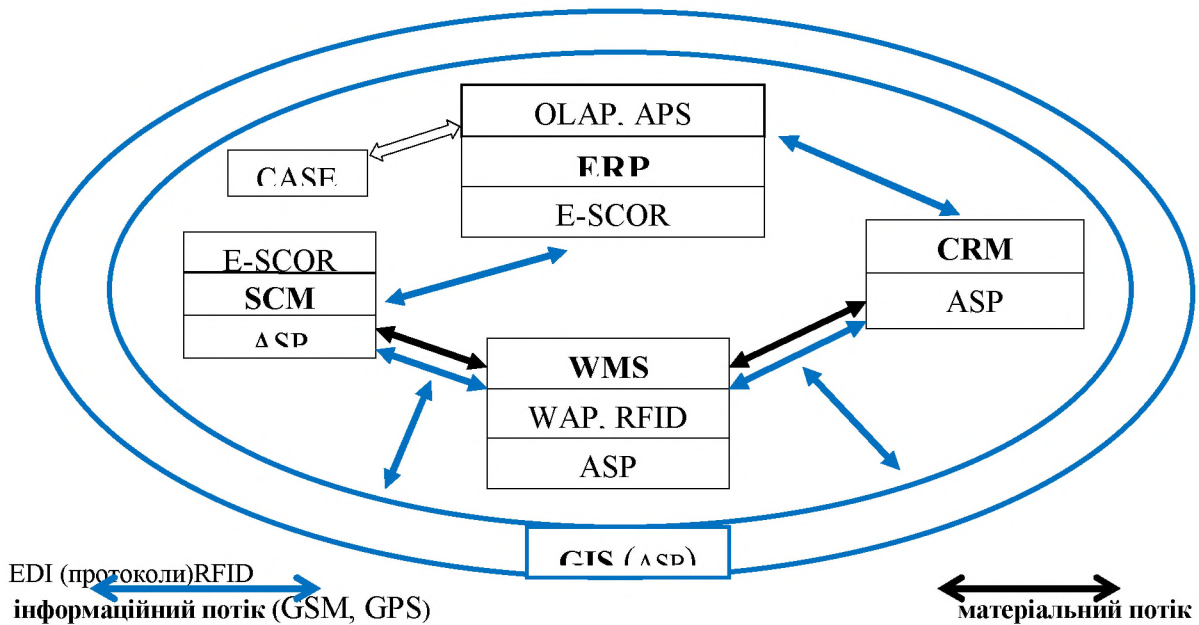 OLAP, APS
ERP
E-SCOR
CASE
E-SCOR
SCM
ASP
CRM
ASP
WMS
WAP, RFID
ASP
GIS (ASP)
EDI (протоколи)RFID
інформаційний потік (GSM, GPS)
матеріальний потік